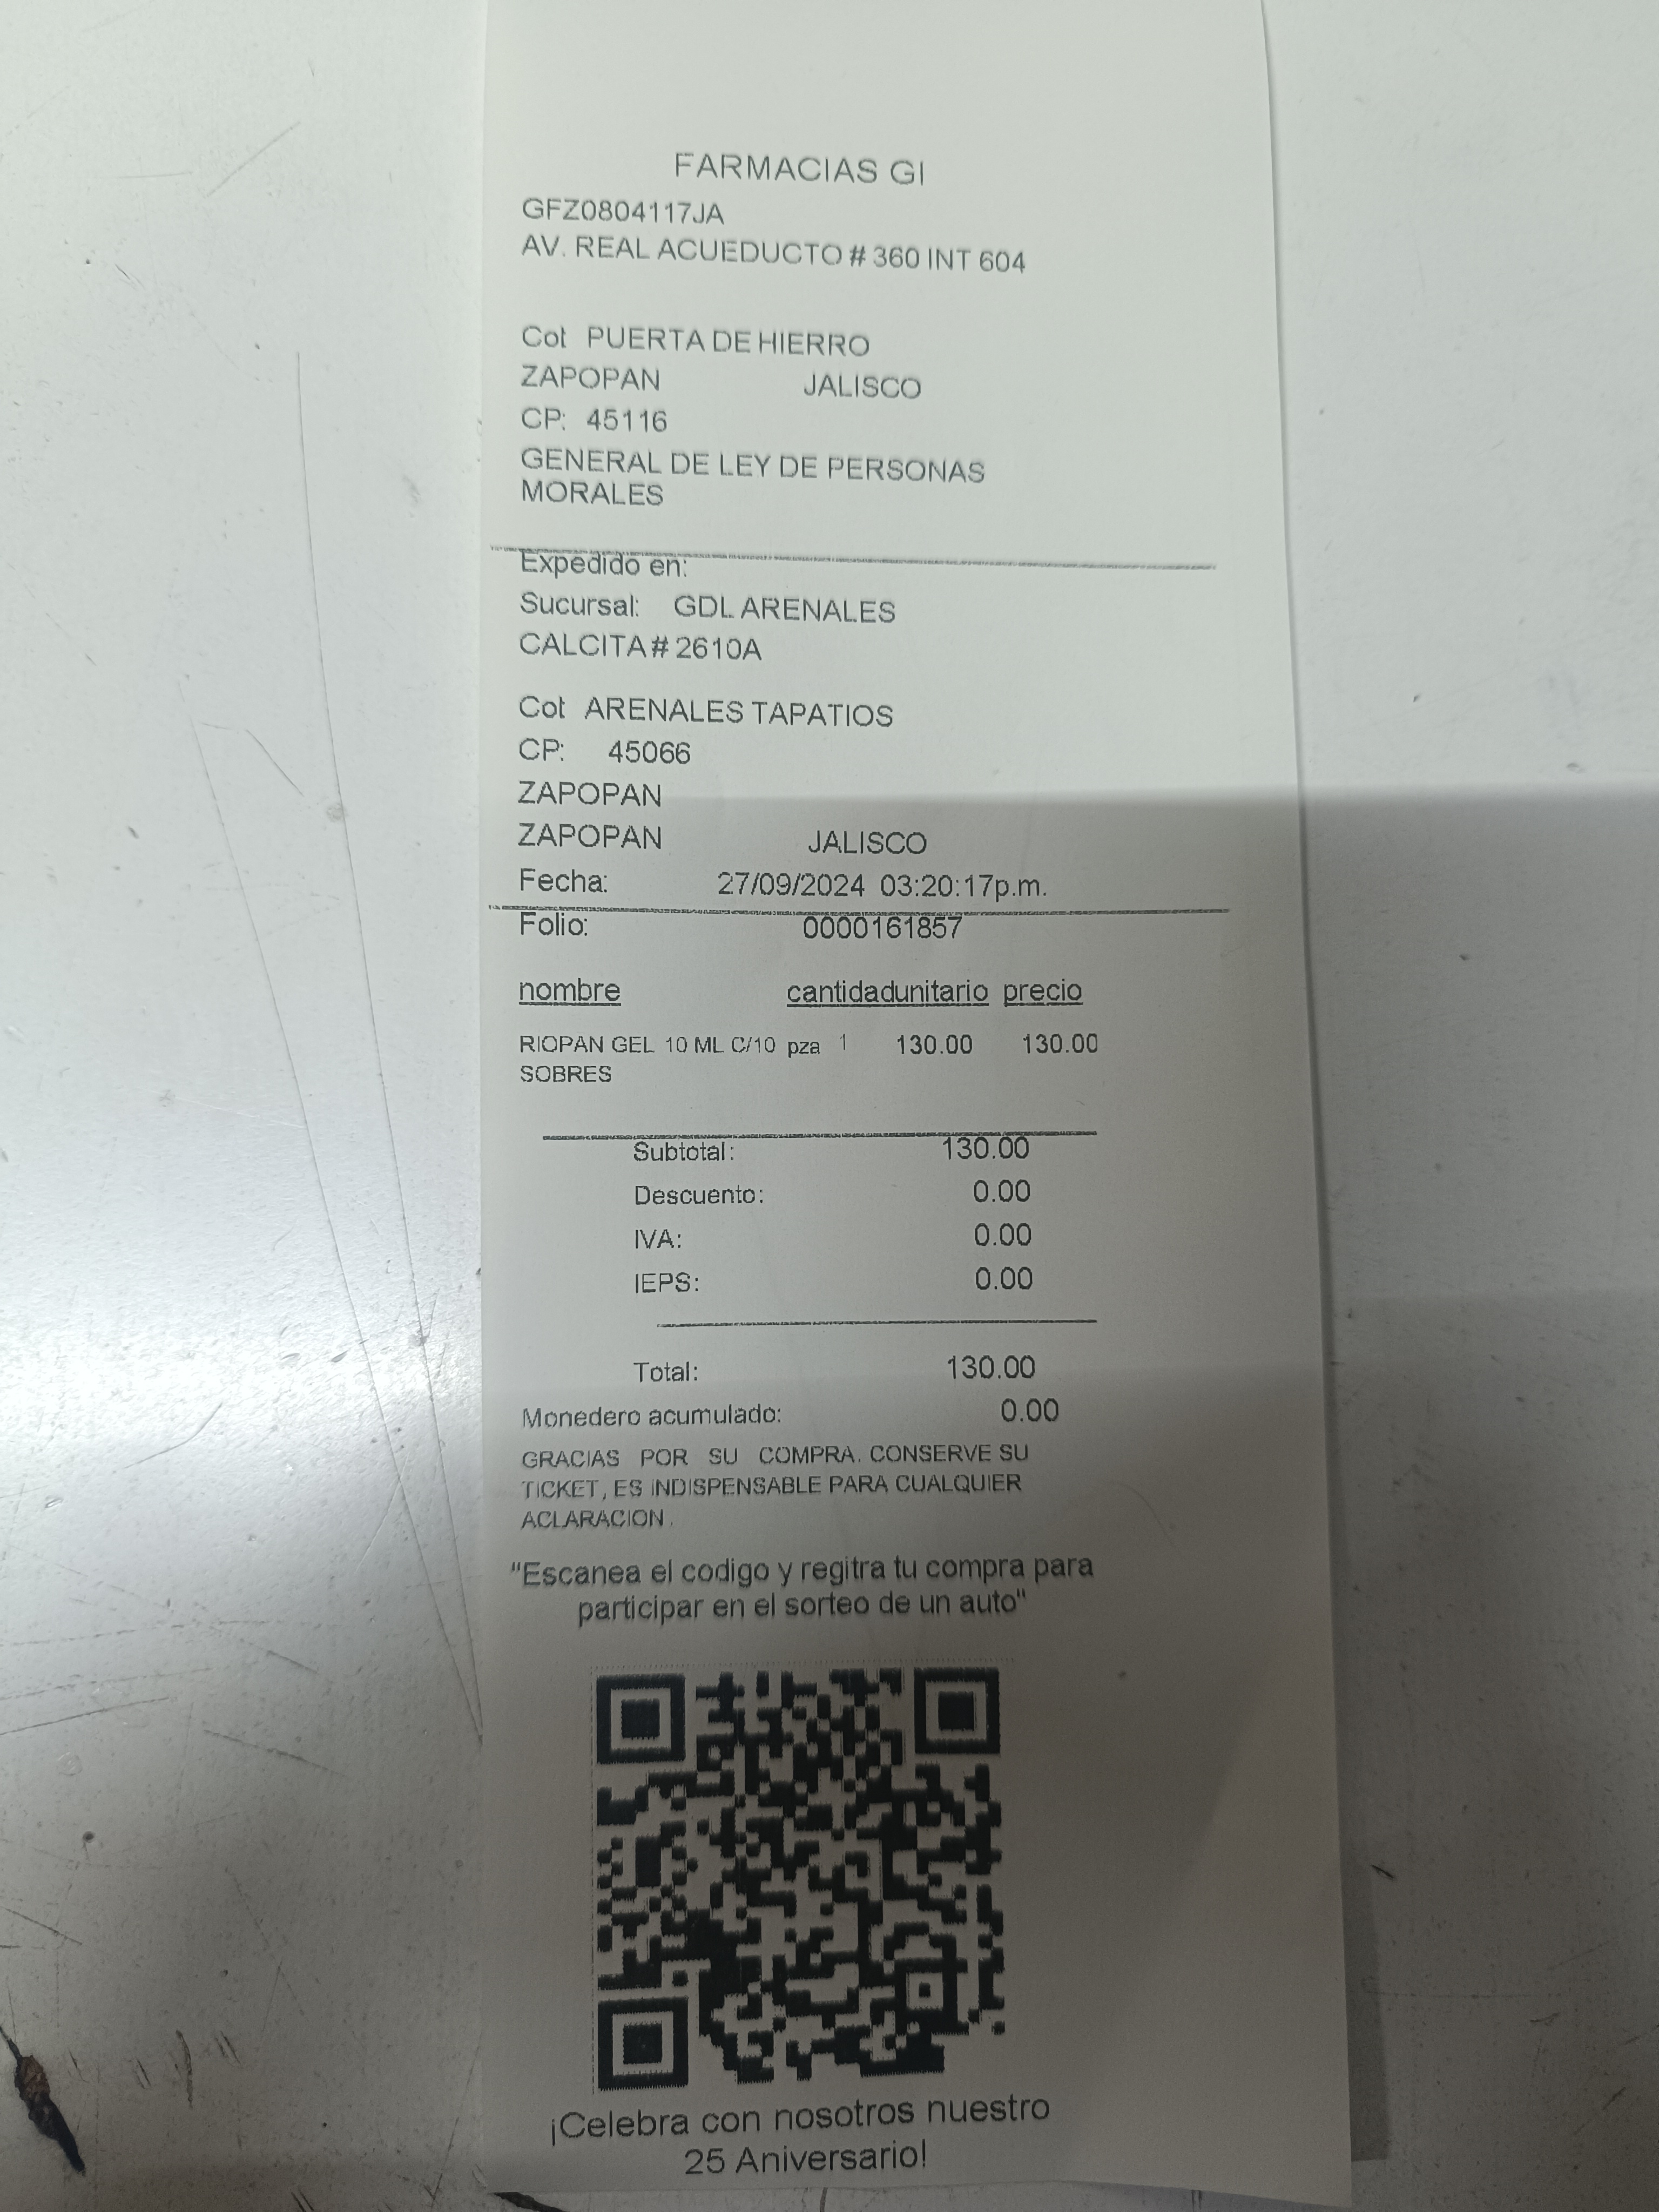 FARMACIAS GI
GFZ0804117JA
AV. REAL ACUEDUCTO # 360 INT 604
Col PUERTA DE HIERRO
ZAPOPAN JALISCO
CP: 45116
GENERAL DE LEY DE PERSONAS
MORALES
Expedido en:
Sucursal: GDL ARENALES
CALCITA # 2610A
Col ARENALES TAPATIOS
CP: 45066
ZAPOPAN
ZAPOPAN JALISCO
Fecha: 27/09/2024 03:20:17p.m.
Folio: 0000161857
nombre cantidadunitario precio
RIOPAN GEL 10 ML C/10 pza 1 130.00 130.00
SOBRES
Subtotal: 130.00
Descuento: 0.00
IVA: 0.00
IEPS: 0.00
Total: 130.00
Monedero acumulado: 0.00
GRACIAS POR SU COMPRA. CONSERVE SU
TICKET, ES INDISPENSABLE PARA CUALQUIER
ACLARACION.
"Escanea el codigo y regitra tu compra para
participar en el sorteo de un auto"
¡Celebra con nosotros nuestro
25 Aniversario!